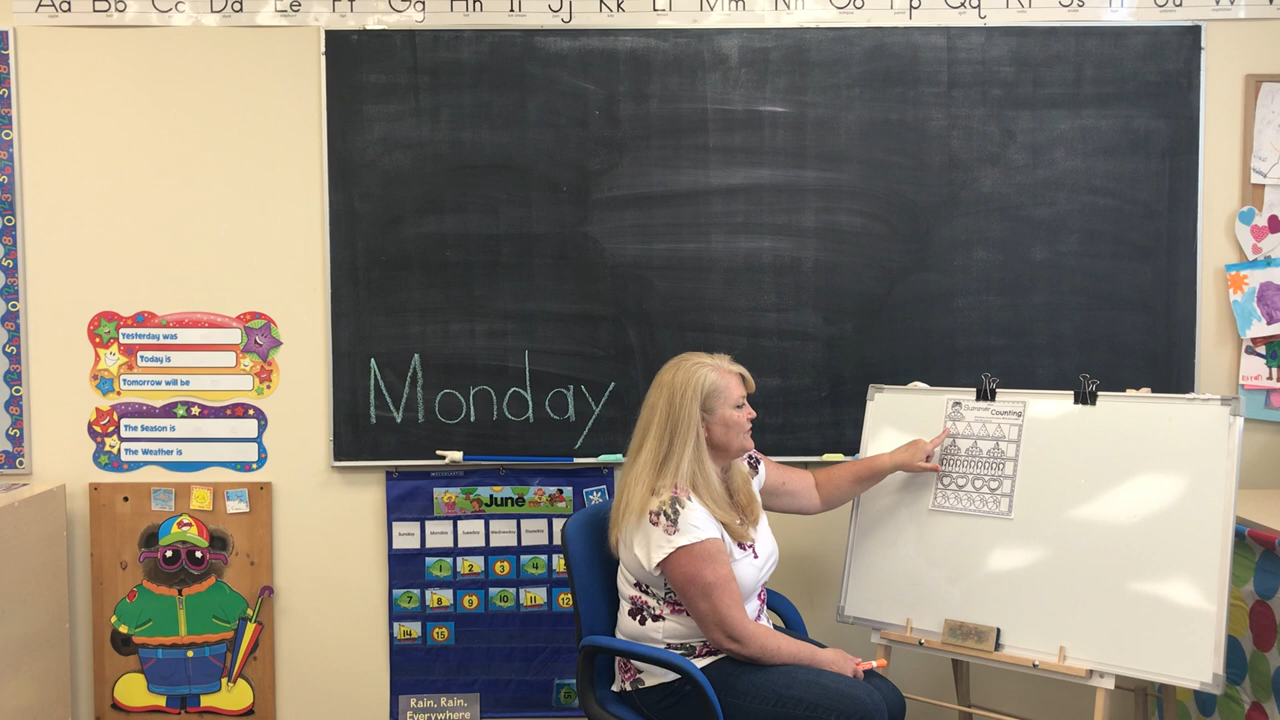 Aa Bb Cc Dd Ee Ff Gg Hh Ii Jj Kk Ll Mm Nn Oo Pp Qq Rr Ss Tt Uu
Yesterday was
Today is
Tomorrow will be
The Season is
The Weather is
Monday
Summer
Counting
June
Sunday Monday Tuesday Wednesday Thursday
1 2 3 4
7 8 9 10 11 12
14 15
Rain, Rain,
Everywhere